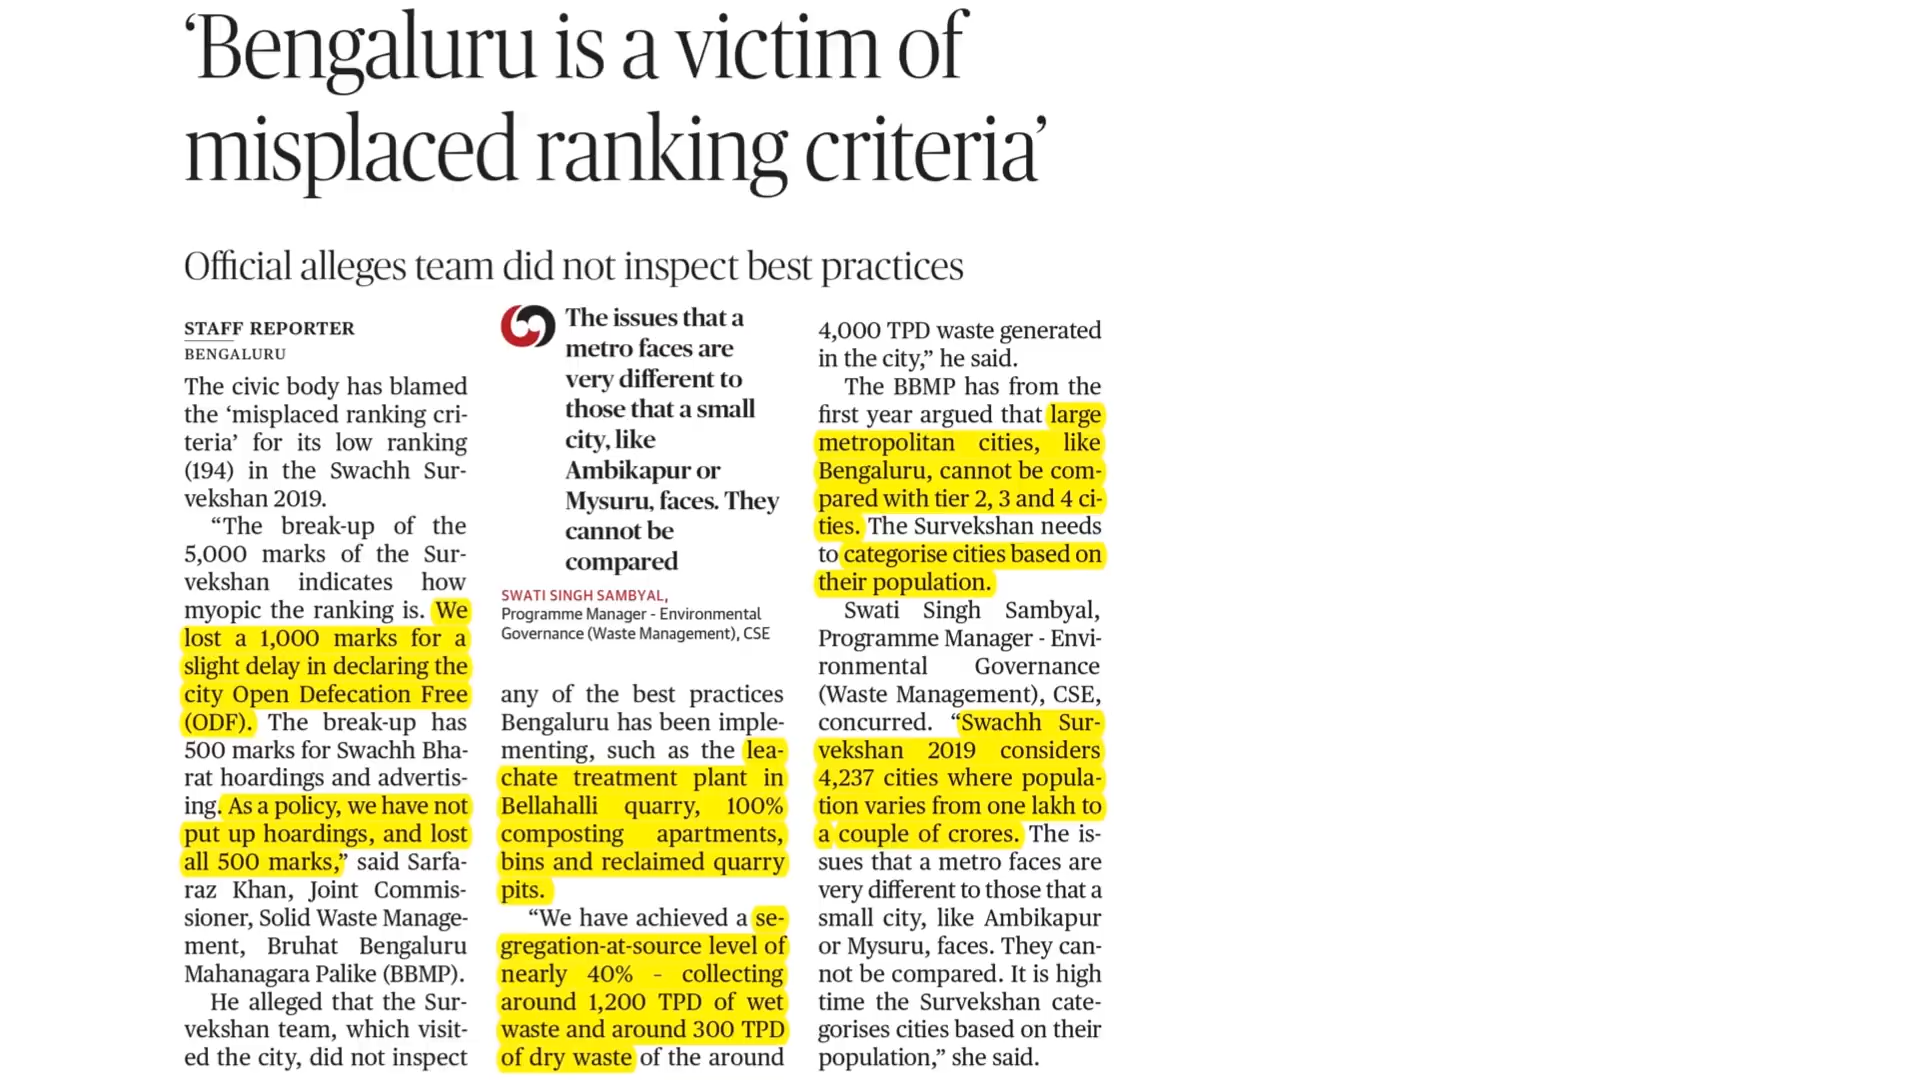 ‘Bengaluru is a victim of
misplaced ranking criteria’
Official alleges team did not inspect best practices
STAFF REPORTER
BENGALURU
The civic body has blamed
the ‘misplaced ranking cri-
teria’ for its low ranking
(194) in the Swachh Sur-
vekshan 2019.
“The break-up of the
5,000 marks of the Sur-
vekshan indicates how
myopic the ranking is. We
lost a 1,000 marks for a
slight delay in declaring the
city Open Defecation Free
(ODF). The break-up has
500 marks for Swachh Bha-
rat hoardings and advertis-
ing. As a policy, we have not
put up hoardings, and lost
all 500 marks,” said Sarfa-
raz Khan, Joint Commis-
sioner, Solid Waste Manage-
ment, Bruhat Bengaluru
Mahanagara Palike (BBMP).
He alleged that the Sur-
vekshan team, which visit-
ed the city, did not inspect
The issues that a
metro faces are
very different to
those that a small
city, like
Ambikapur or
Mysuru, faces. They
cannot be
compared
SWATI SINGH SAMBYAL,
Programme Manager - Environmental
Governance (Waste Management), CSE
any of the best practices
Bengaluru has been imple-
menting, such as the lea-
chate treatment plant in
Bellahalli quarry, 100%
composting apartments,
bins and reclaimed quarry
pits.
“We have achieved a se-
gregation-at-source level of
nearly 40% - collecting
around 1,200 TPD of wet
waste and around 300 TPD
of dry waste of the around
4,000 TPD waste generated
in the city,” he said.
The BBMP has from the
first year argued that large
metropolitan cities, like
Bengaluru, cannot be com-
pared with tier 2, 3 and 4 ci-
ties. The Survekshan needs
to categorise cities based on
their population.
Swati Singh Sambyal,
Programme Manager - Envi-
ronmental Governance
(Waste Management), CSE,
concurred. “Swachh Sur-
vekshan 2019 considers
4,237 cities where popula-
tion varies from one lakh to
a couple of crores. The is-
sues that a metro faces are
very different to those that a
small city, like Ambikapur
or Mysuru, faces. They can-
not be compared. It is high
time the Survekshan cate-
gorises cities based on their
population,” she said.